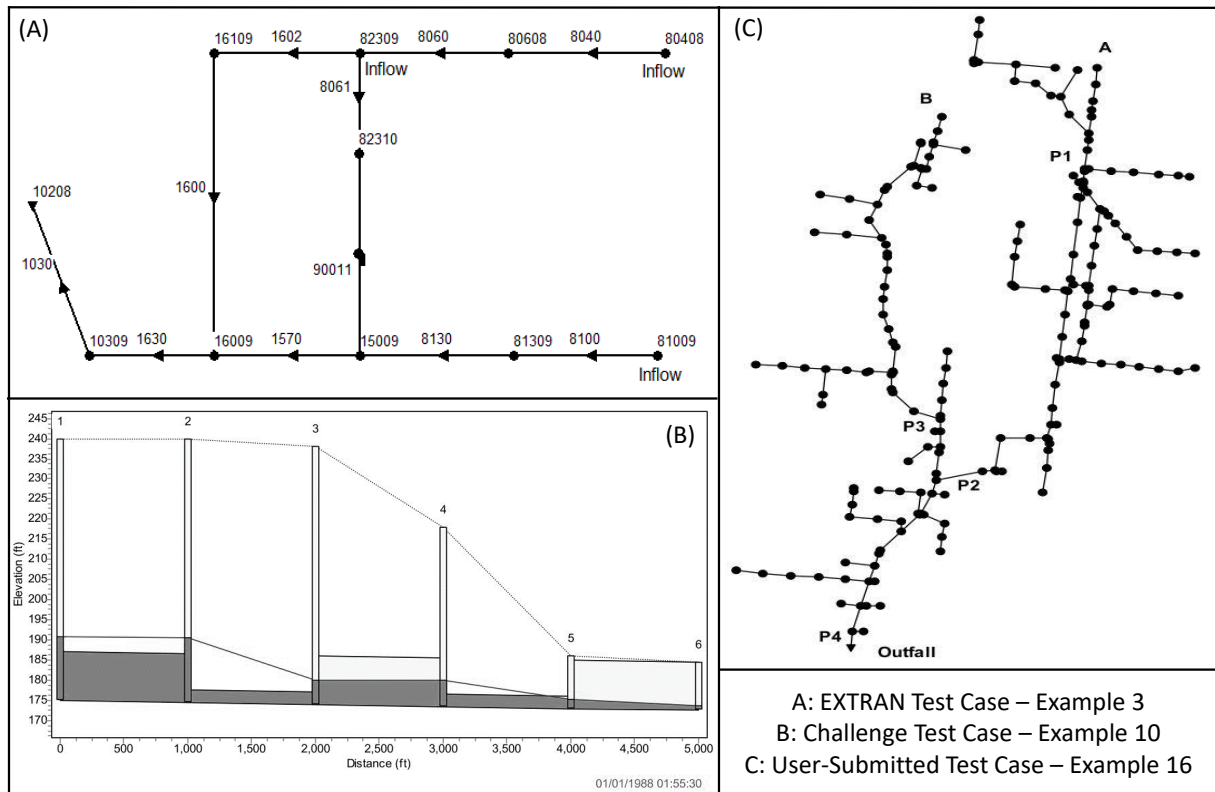 (A)
16109 1602 82309 8060 80608 8040 80408
Inflow Inflow
8061
82310
1600
10208
90011
1030
10309 1630 16009 1570 15009 8130 81309 8100 81009
Inflow
(B)
245
240
235
230
225
220
215
210
205
200
195
190
185
180
175
170
Elevation (ft)
1 2 3 4 5 6
0 500 1,000 1,500 2,000 2,500 3,000 3,500 4,000 4,500 5,000
Distance (ft)
01/01/1988 01:55:30
(C)
A
B
P1
P3
P2
P4
Outfall
A: EXTRAN Test Case – Example 3
B: Challenge Test Case – Example 10
C: User-Submitted Test Case – Example 16